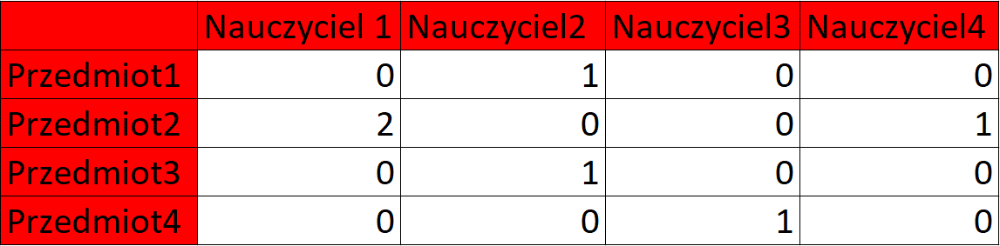 Nauczyciel 1 Nauczyciel2 Nauczyciel3 Nauczyciel4
Przedmiot1 0 1 0 0
Przedmiot2 2 0 0 1
Przedmiot3 0 1 0 0
Przedmiot4 0 0 1 0